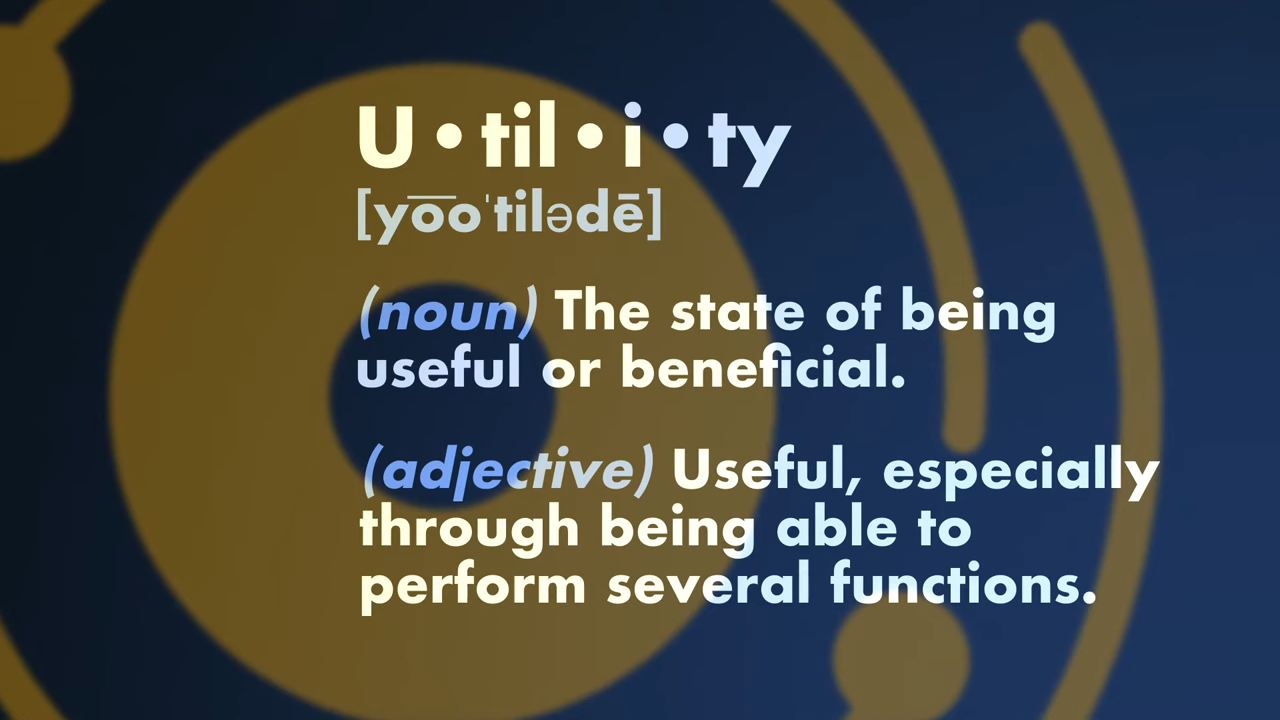 U•til•i•ty
[yo͞oˈtilədē]
(noun) The state of being
useful or beneficial.
(adjective) Useful, especially
through being able to
perform several functions.